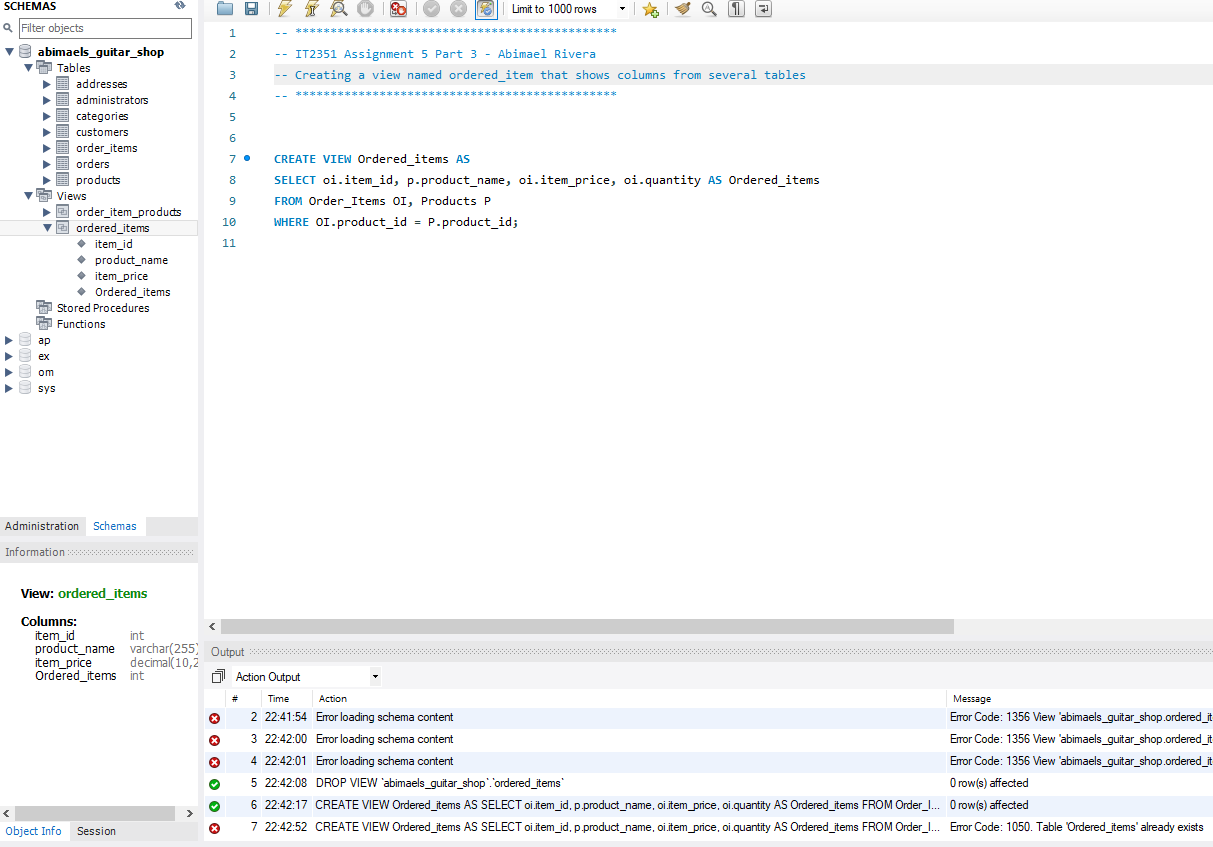 SCHEMAS
Filter objects
abimaels_guitar_shop
Tables
addresses
administrators
categories
customers
order_items
orders
products
Views
order_item_products
ordered_items
item_id
product_name
item_price
Ordered_items
Stored Procedures
Functions
ap
ex
om
sys
Administration Schemas
Information
View: ordered_items
Columns:
item_id int
product_name varchar(255)
item_price decimal(10,2
Ordered_items int
Object Info Session
Limit to 1000 rows
1 -- **********************************************
2 -- IT2351 Assignment 5 Part 3 - Abimael Rivera
3 -- Creating a view named ordered_item that shows columns from several tables
4 -- **********************************************
5
6
7 CREATE VIEW Ordered_items AS
8 SELECT oi.item_id, p.product_name, oi.item_price, oi.quantity AS Ordered_items
9 FROM Order_Items OI, Products P
10 WHERE OI.product_id = P.product_id;
11
Output
Action Output
# Time Action Message
2 22:41:54 Error loading schema content Error Code: 1356 View 'abimaels_guitar_shop.ordered_it
3 22:42:00 Error loading schema content Error Code: 1356 View 'abimaels_guitar_shop.ordered_it
4 22:42:01 Error loading schema content Error Code: 1356 View 'abimaels_guitar_shop.ordered_it
5 22:42:08 DROP VIEW `abimaels_guitar_shop`.`ordered_items` 0 row(s) affected
6 22:42:17 CREATE VIEW Ordered_items AS SELECT oi.item_id, p.product_name, oi.item_price, oi.quantity AS Ordered_items FROM Order_I... 0 row(s) affected
7 22:42:52 CREATE VIEW Ordered_items AS SELECT oi.item_id, p.product_name, oi.item_price, oi.quantity AS Ordered_items FROM Order_I... Error Code: 1050. Table 'Ordered_items' already exists